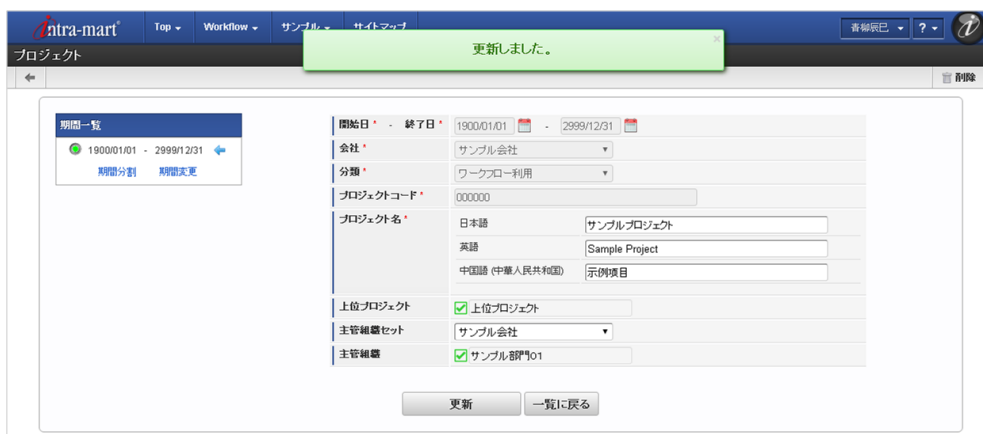 intra-mart Top Workflow サンプル サイトマップ 青柳辰巳 ?
更新しました。 ×
プロジェクト
削除
期間一覧
1900/01/01 - 2999/12/31
期間分割 期間変更
開始日 * - 終了日 * 1900/01/01 - 2999/12/31
会社 * サンプル会社
分類 * ワークフロー利用
プロジェクトコード * 000000
プロジェクト名 * 日本語 サンプルプロジェクト
英語 Sample Project
中国語 (中華人民共和国) 示例项目
上位プロジェクト 上位プロジェクト
主管組織セット サンプル会社
主管組織 サンプル部門01
更新 一覧に戻る